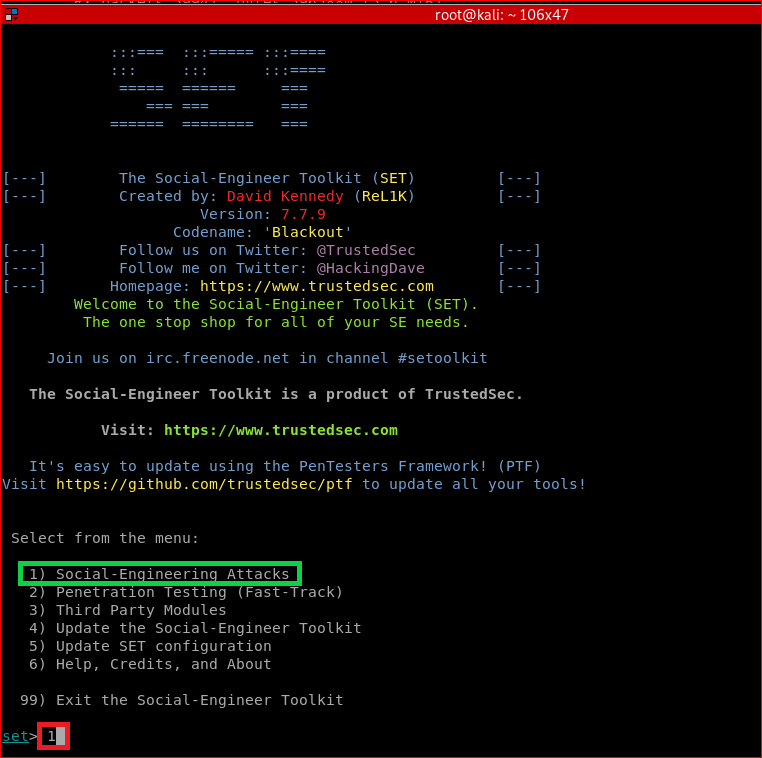 root@kali: ~ 106x47
:::===  :::===== :::====
:::     :::      :::====
=====  ======     ===
=== ===        ===
======  ========   ===
[---]        The Social-Engineer Toolkit (SET)         [---]
[---]        Created by: David Kennedy (ReL1K)         [---]
Version: 7.7.9
Codename: 'Blackout'
[---]        Follow us on Twitter: @TrustedSec         [---]
[---]        Follow me on Twitter: @HackingDave        [---]
[---]       Homepage: https://www.trustedsec.com       [---]
Welcome to the Social-Engineer Toolkit (SET).
The one stop shop for all of your SE needs.
Join us on irc.freenode.net in channel #setoolkit
The Social-Engineer Toolkit is a product of TrustedSec.
Visit: https://www.trustedsec.com
It's easy to update using the PenTesters Framework! (PTF)
Visit https://github.com/trustedsec/ptf to update all your tools!
Select from the menu:
1) Social-Engineering Attacks
2) Penetration Testing (Fast-Track)
3) Third Party Modules
4) Update the Social-Engineer Toolkit
5) Update SET configuration
6) Help, Credits, and About
99) Exit the Social-Engineer Toolkit
set> 1